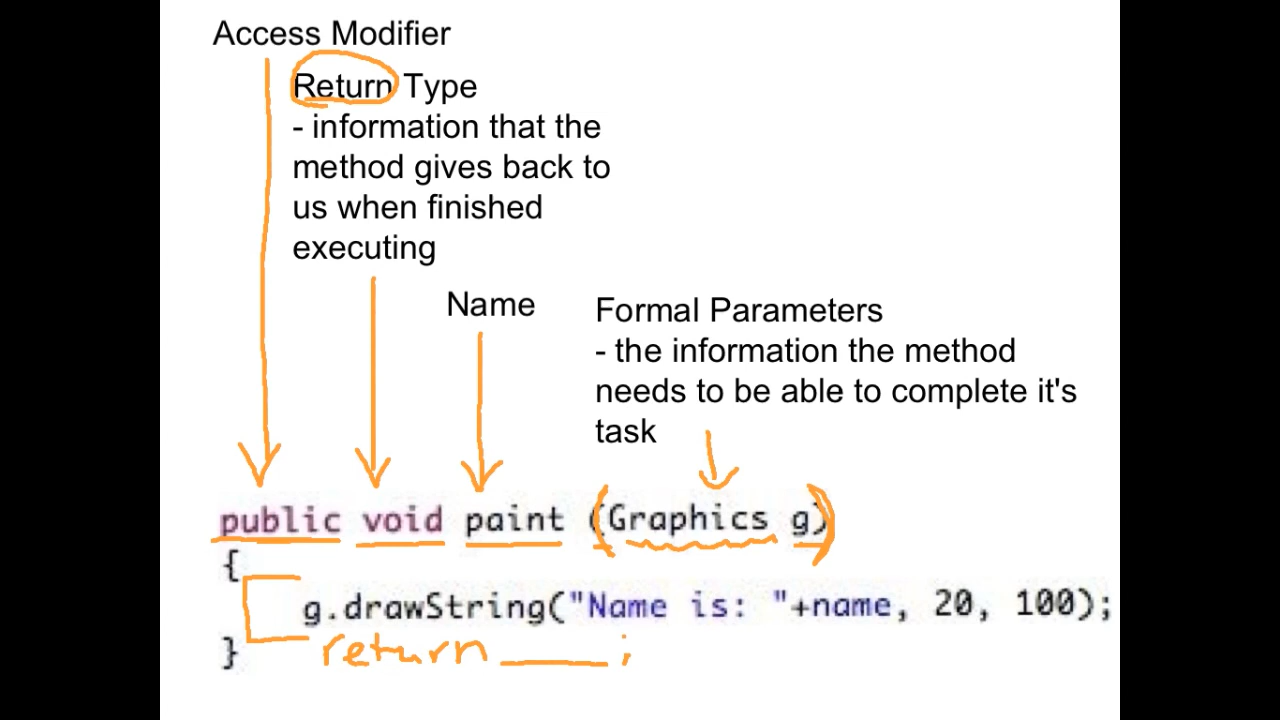 Access Modifier
Return Type
- information that the
method gives back to
us when finished
executing
Name
Formal Parameters
- the information the method
needs to be able to complete it's
task
public void paint (Graphics g)
{
g.drawString("Name is: "+name, 20, 100);
return ____ ;
}